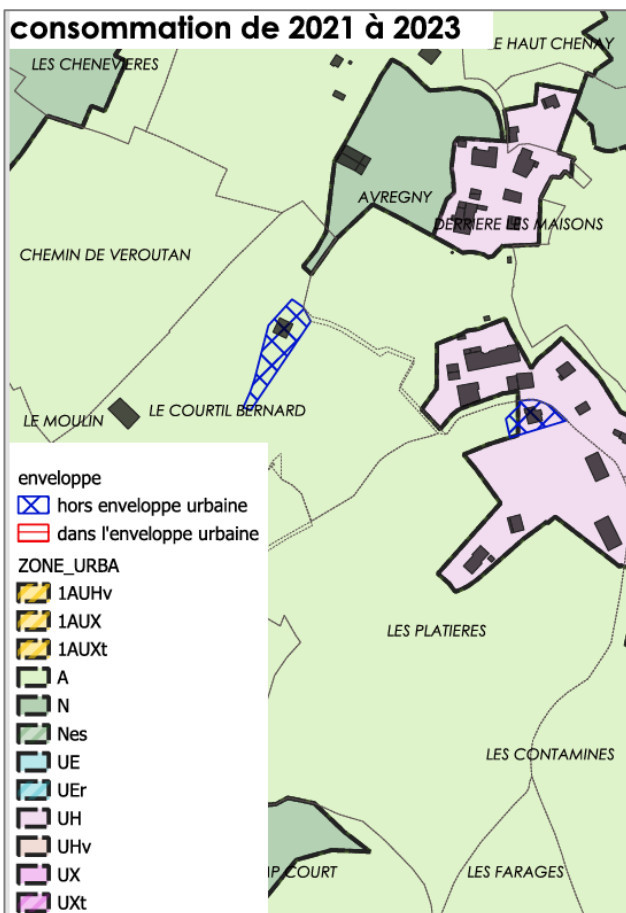 consommation de 2021 à 2023
LE HAUT CHENAY
LES CHENEVIERES
AVREGNY
DERRIERE LES MAISONS
CHEMIN DE VEROUTAN
LE MOULIN
LE COURTIL BERNARD
enveloppe
hors enveloppe urbaine
dans l'enveloppe urbaine
ZONE_URBA
1AUHv
1AUX
1AUXt
A
N
Nes
UE
UEr
UH
UHv
UX
UXt
LES PLATIERES
LES CONTAMINES
COURT
LES FARAGES